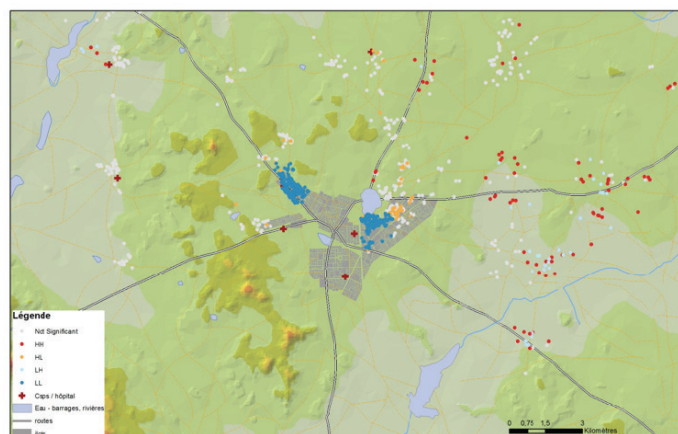 Légende
Not Significant
HH
HL
LH
LL
Csps / hôpital
Eau - barrages, rivières
routes
0 0,75 1,5 3
Kilomètres